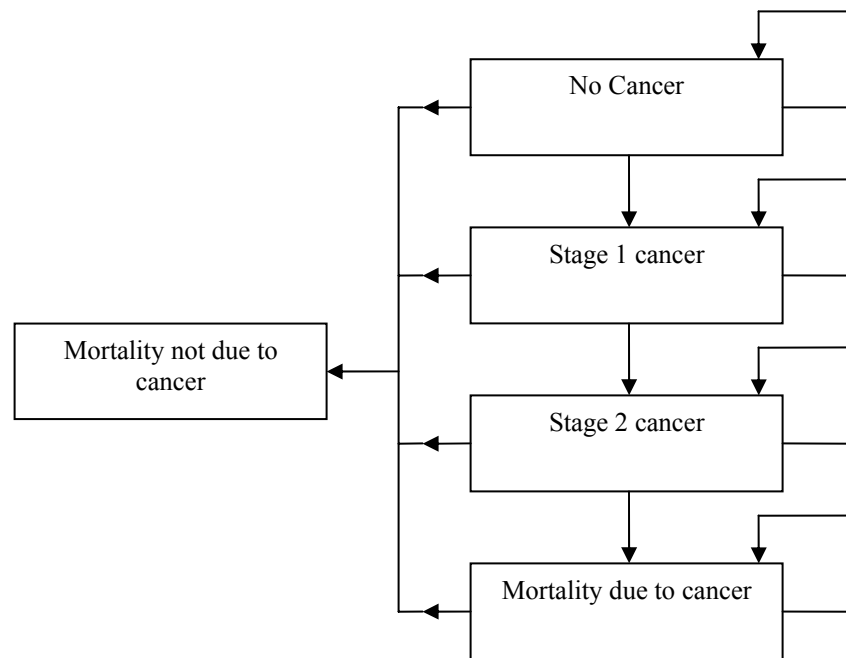 No Cancer
Stage 1 cancer
Mortality not due to
cancer
Stage 2 cancer
Mortality due to cancer